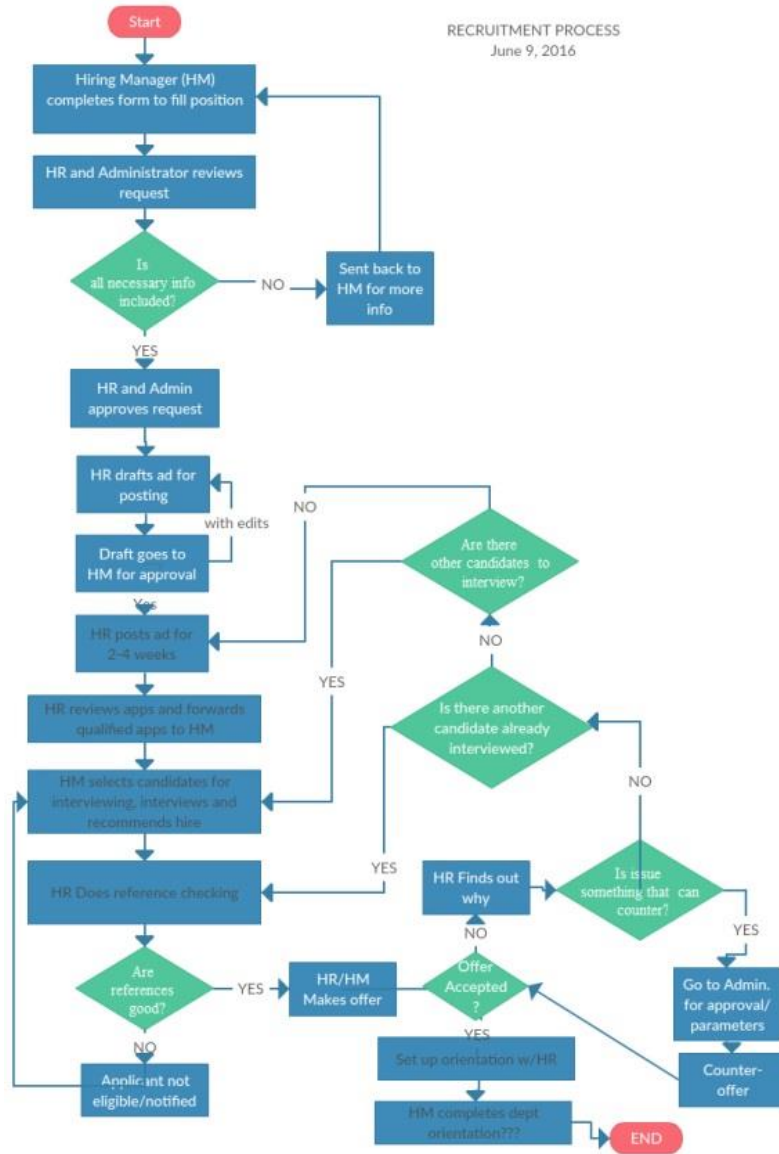 Start
RECRUITMENT PROCESS
June 9, 2016
Hiring Manager (HM)
completes form to fill position
HR and Administrator reviews
request
Is
all necessary info
included?
NO
Sent back to
HM for more
info
YES
HR and Admin
approves request
HR drafts ad for
posting
with edits
Draft goes to
HM for approval
Yes
HR posts ad for
2-4 weeks
HR reviews apps and forwards
qualified apps to HM
HM selects candidates for
interviewing, interviews and
recommends hire
HR Does reference checking
Are
references
good?
YES
NO
Applicant not
eligible/notified
HR/HM
Makes offer
Offer
Accepted
?
NO
HR Finds out
why
Is issue
something that can
counter?
NO
Is there another
candidate already
interviewed?
YES
NO
Are there
other candidates to
interview?
YES
NO
YES
Go to Admin.
for approval/
parameters
Counter-
offer
YES
Set up orientation w/HR
HM completes dept
orientation???
END